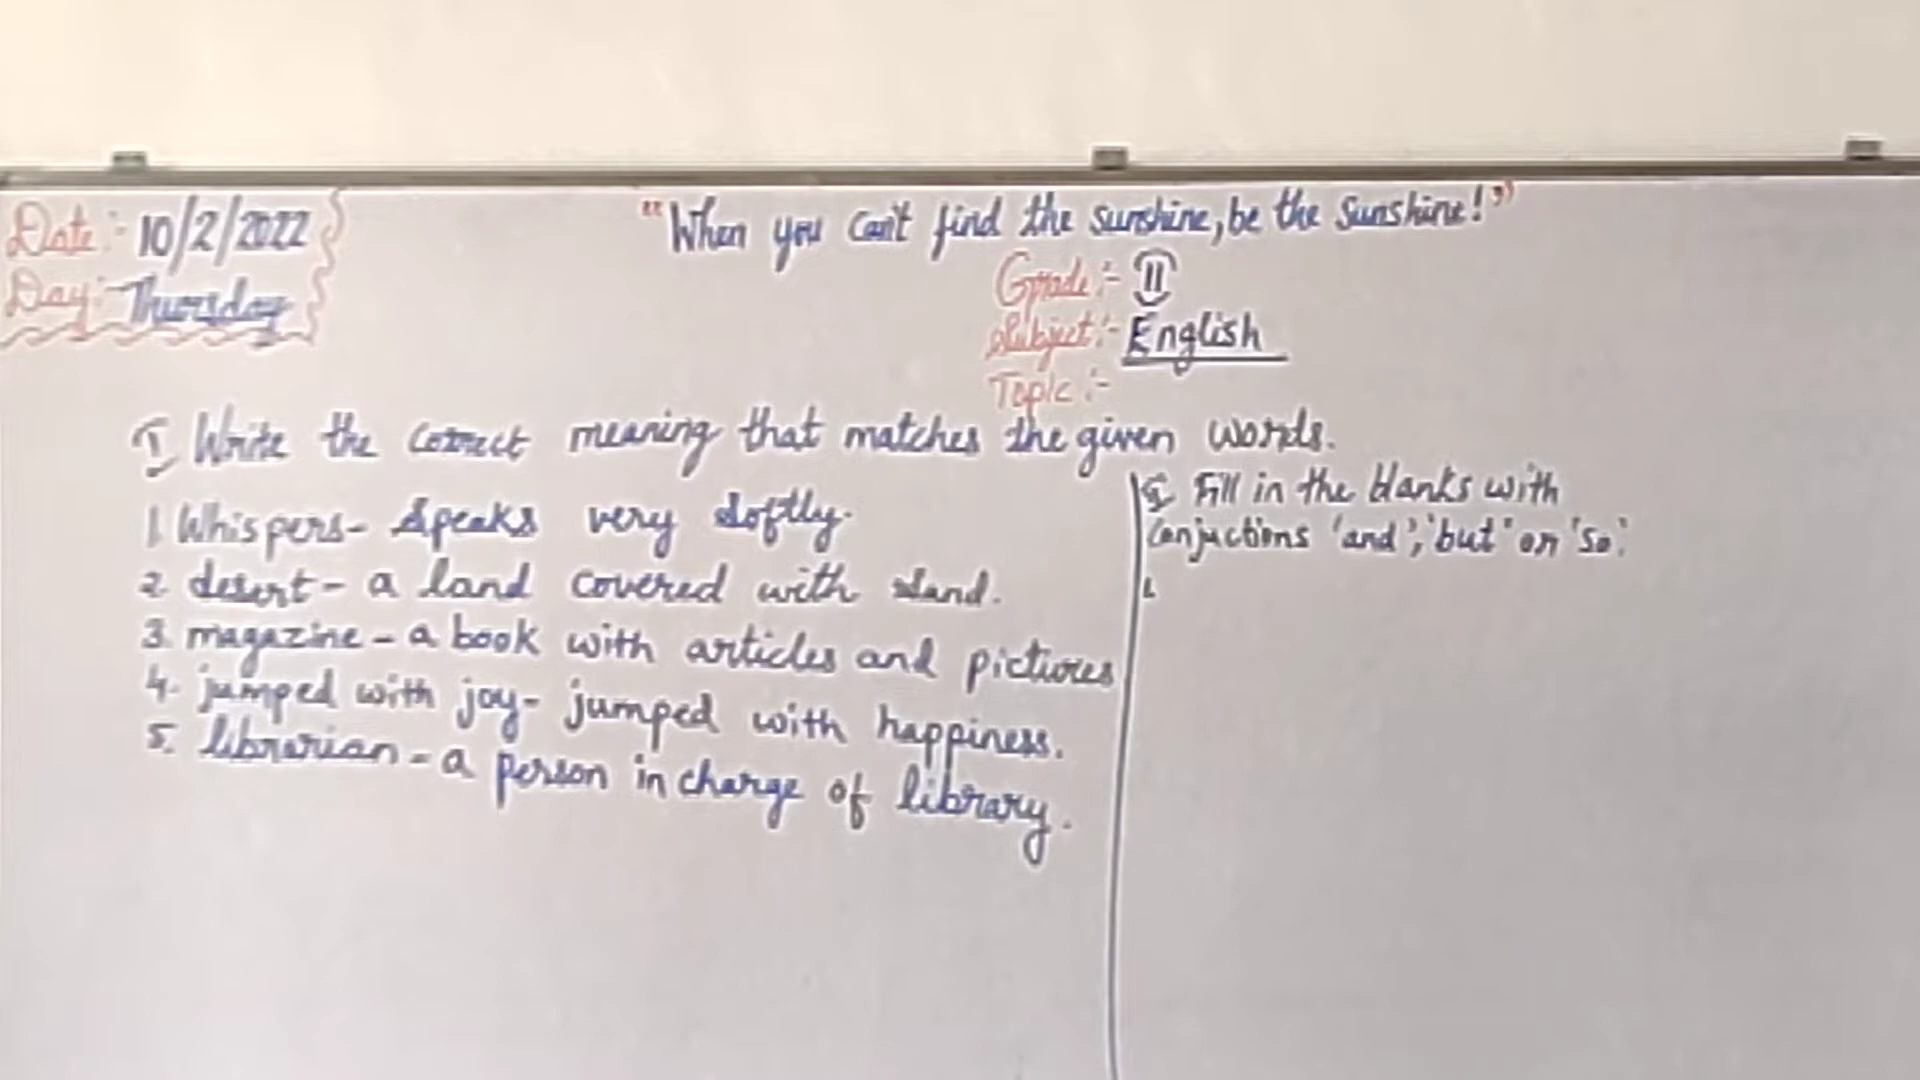 Date:- 10/2/2022
Day:- Thursday
"When you can't find the sunshine, be the Sunshine!"
Grade:- II
Subject:- English
Topic:-
I Write the correct meaning that matches the given words.
1. Whispers- Speaks very softly.
2. desert- a land covered with sand.
3. magazine- a book with articles and pictures
4. jumped with joy- jumped with happiness.
5. librarian- a person in charge of library.
Fill in the blanks with
Conjuctions 'and', 'but' or 'so'.
1.